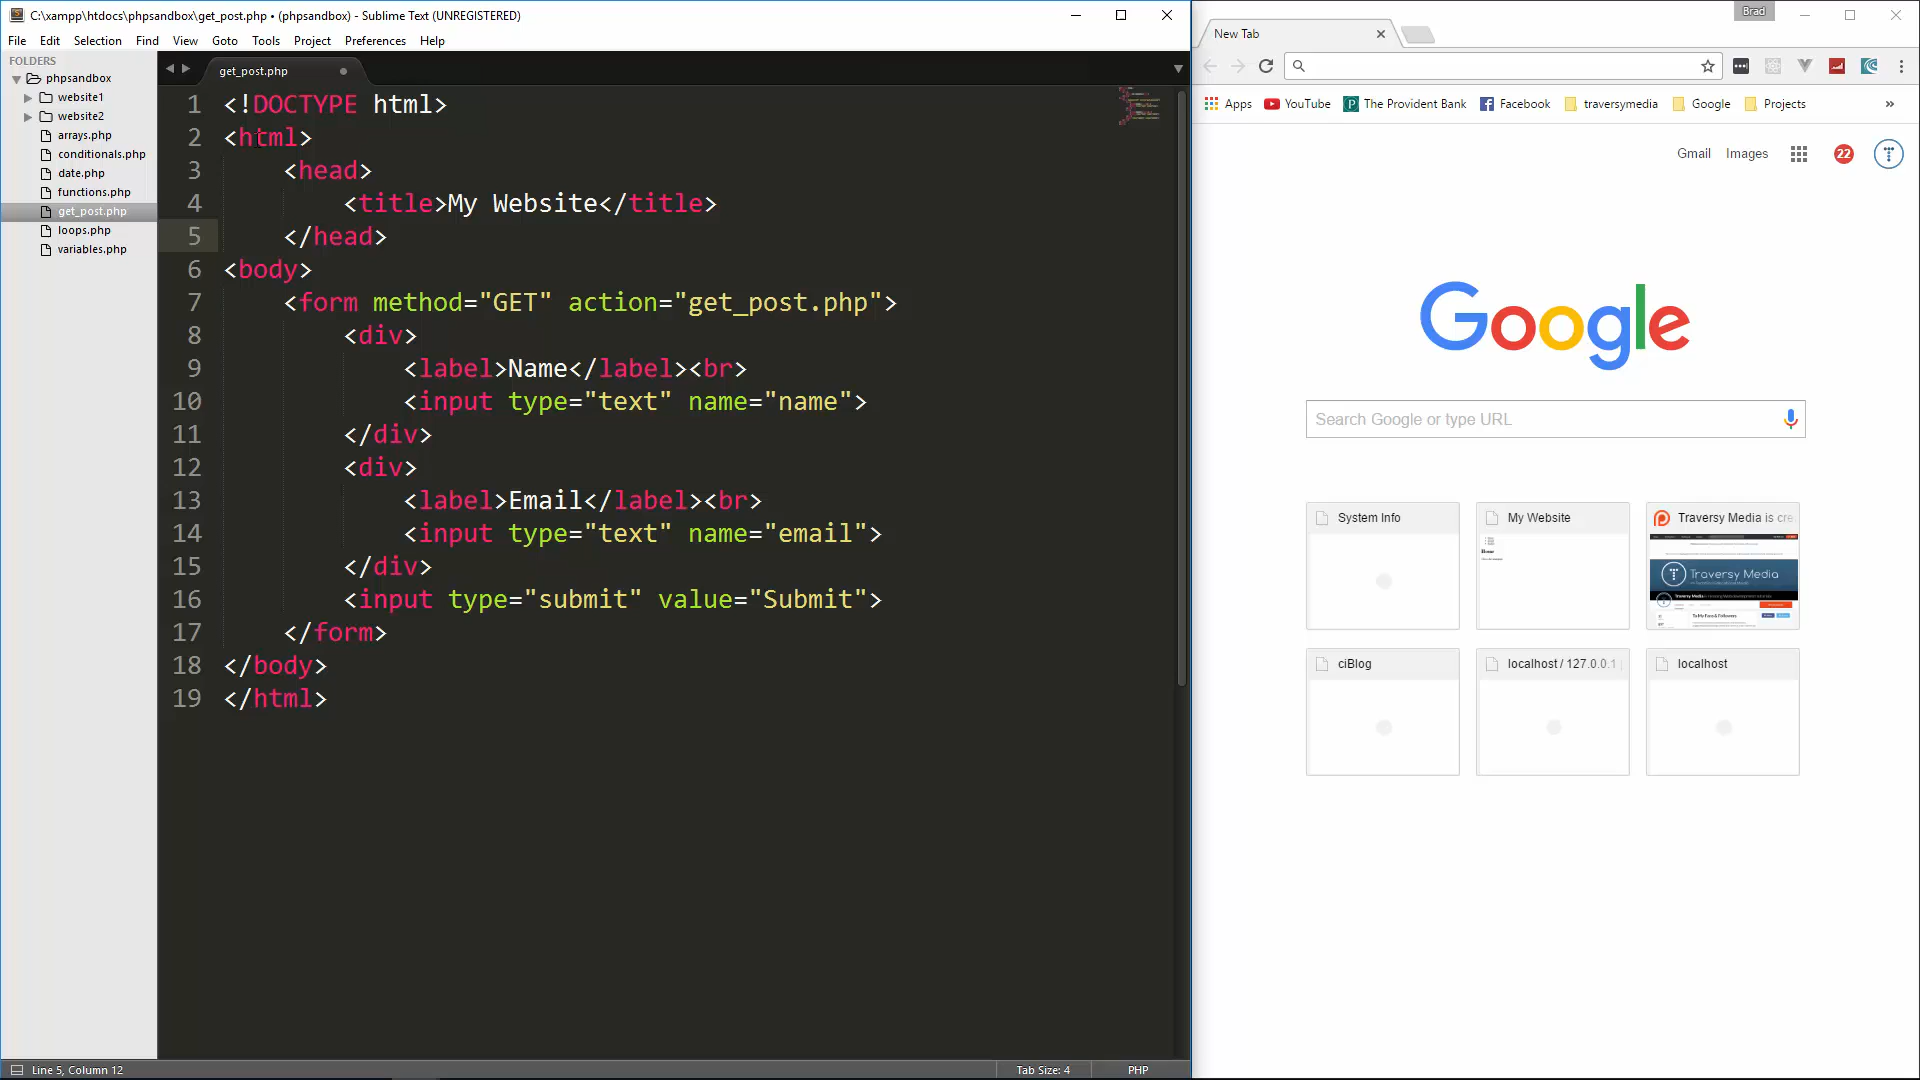 C:\xampp\htdocs\phpsandbox\get_post.php • (phpsandbox) - Sublime Text (UNREGISTERED)
File Edit Selection Find View Goto Tools Project Preferences Help
FOLDERS
phpsandbox
website1
website2
arrays.php
conditionals.php
date.php
functions.php
get_post.php
loops.php
variables.php
get_post.php
1 <!DOCTYPE html>
2 <html>
3 <head>
4 <title>My Website</title>
5 </head>
6 <body>
7 <form method="GET" action="get_post.php">
8 <div>
9 <label>Name</label><br>
10 <input type="text" name="name">
11 </div>
12 <div>
13 <label>Email</label><br>
14 <input type="text" name="email">
15 </div>
16 <input type="submit" value="Submit">
17 </form>
18 </body>
19 </html>
Line 5, Column 12
Tab Size: 4
PHP
Brad
New Tab
Apps YouTube The Provident Bank Facebook traversymedia Google Projects »
Gmail Images 22
Google
Search Google or type URL
System Info
My Website
Home
Traversy Media is cre
Traversy Media
ciBlog
localhost / 127.0.0.1
localhost